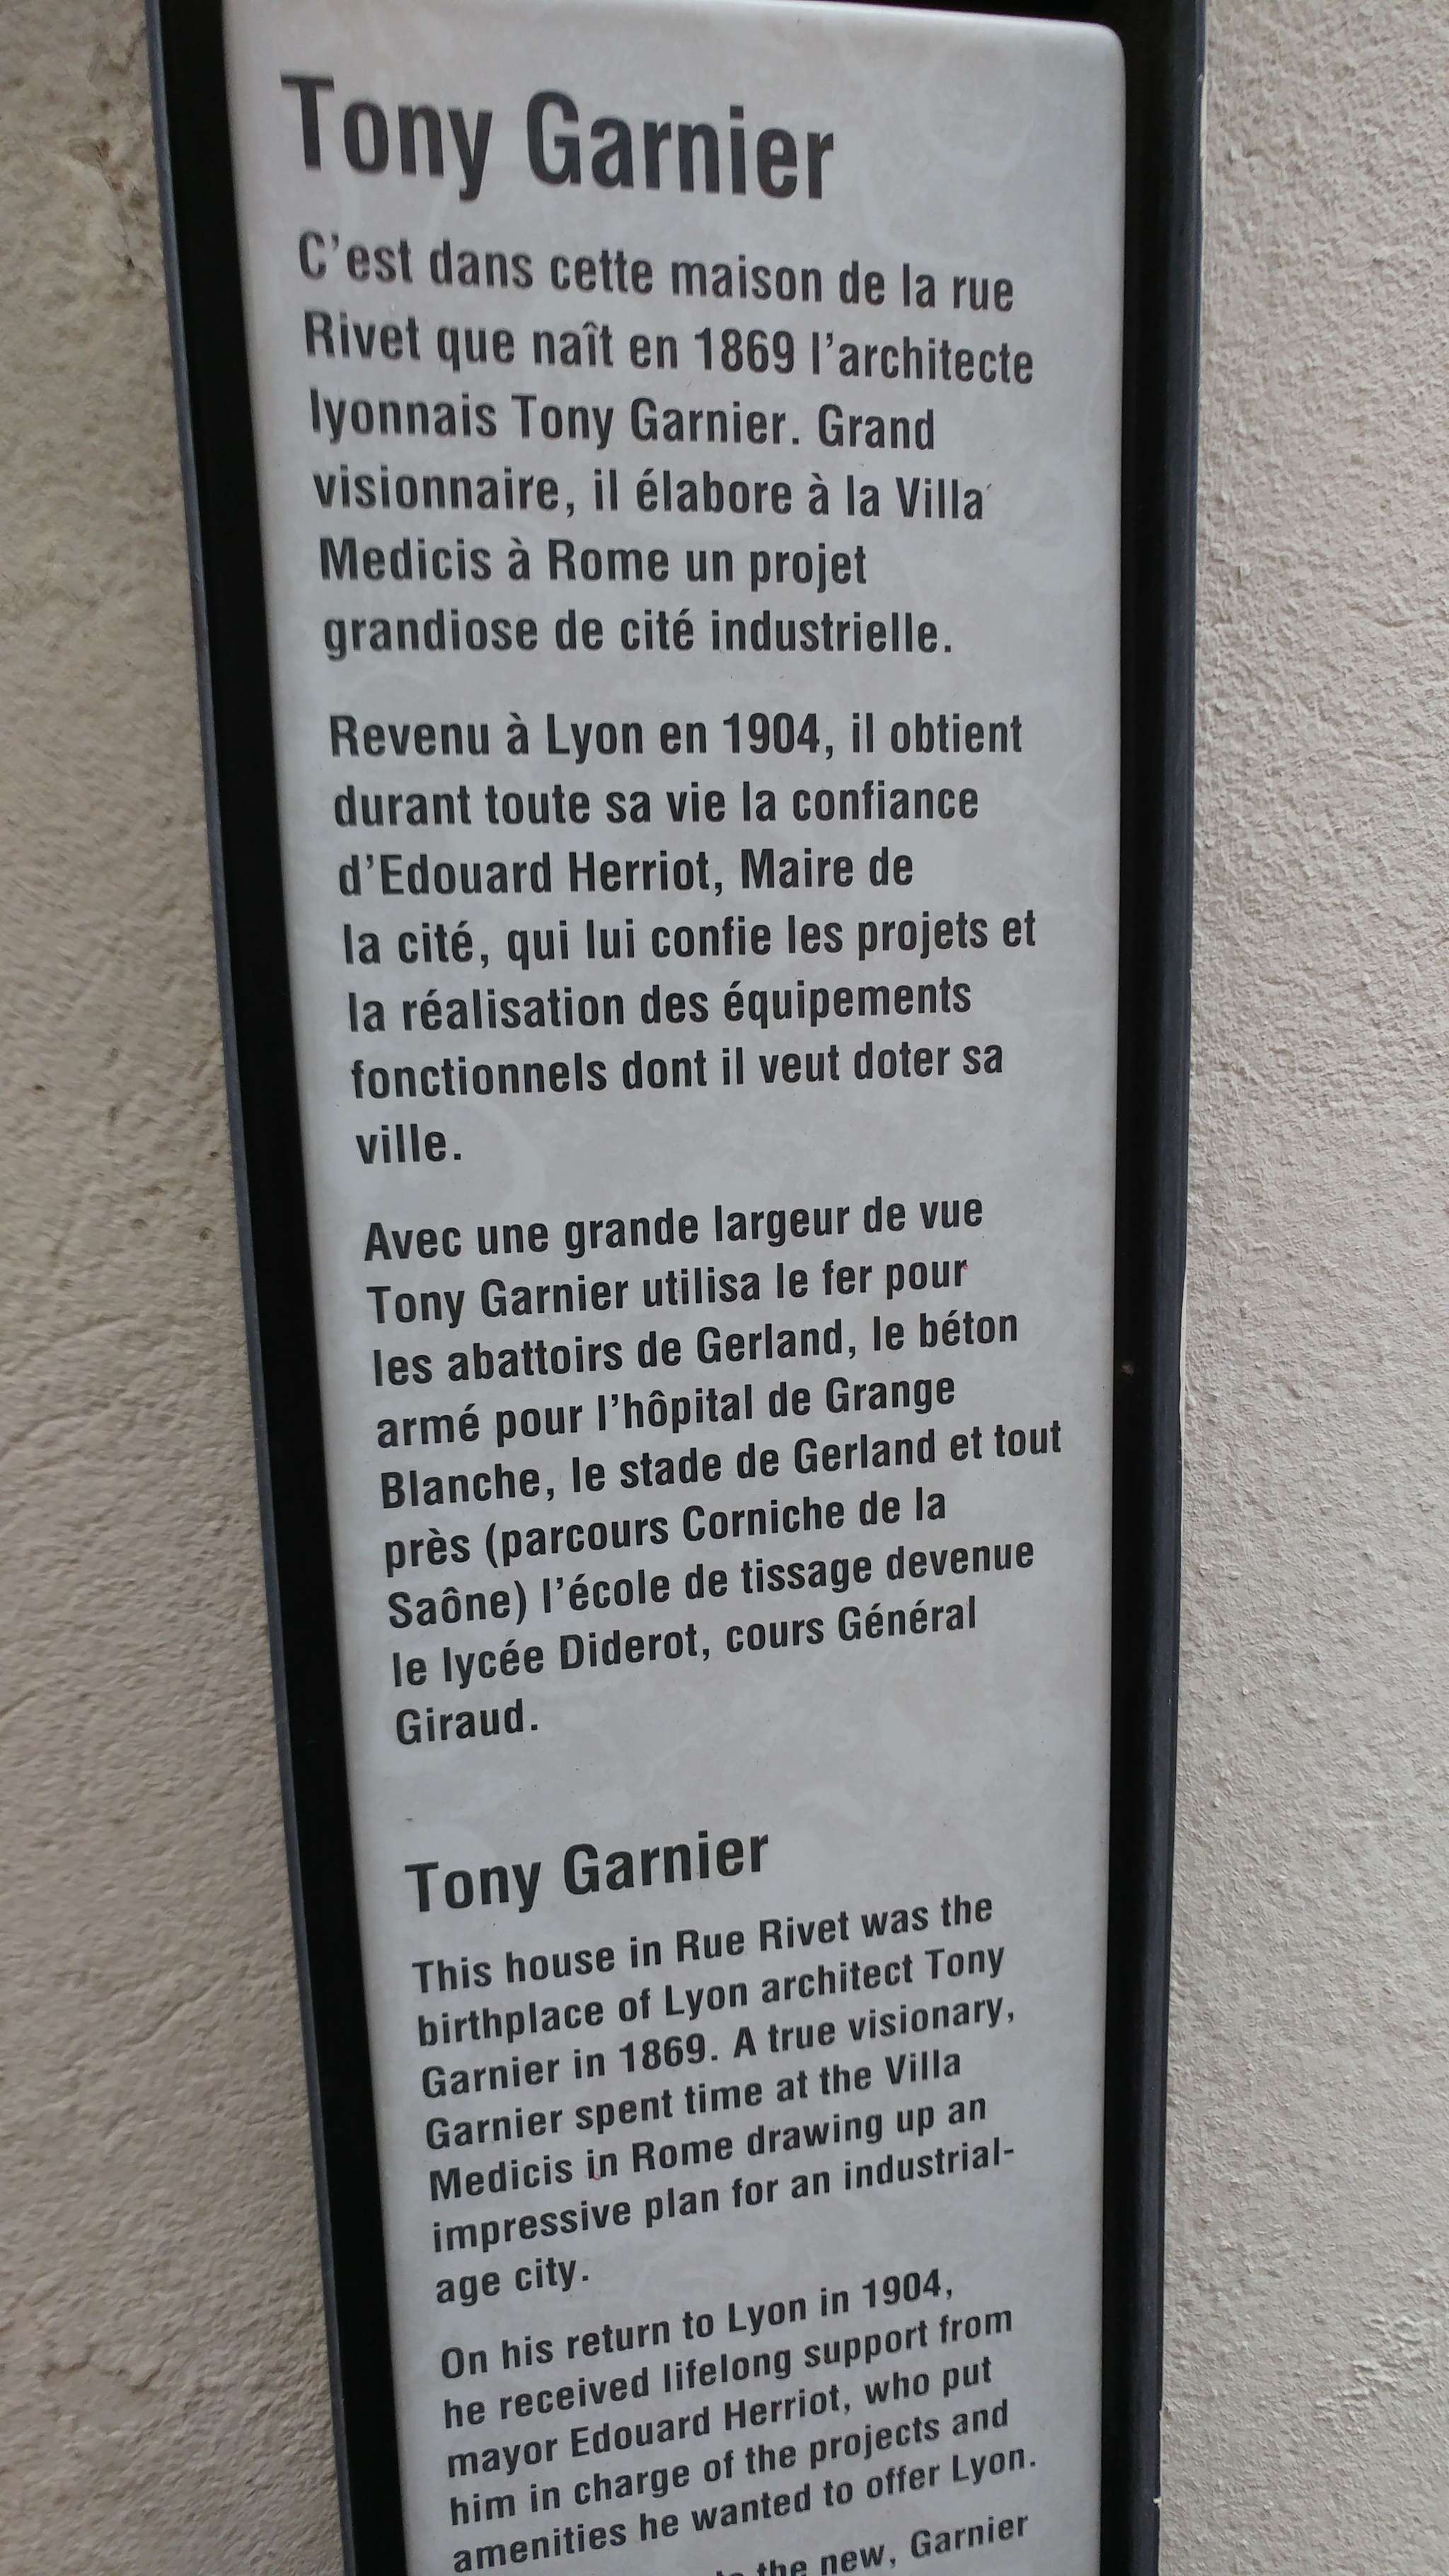 Tony Garnier
C'est dans cette maison de la rue
Rivet que naît en 1869 l'architecte
lyonnais Tony Garnier. Grand
visionnaire, il élabore à la Villa
Medicis à Rome un projet
grandiose de cité industrielle.
Revenu à Lyon en 1904, il obtient
durant toute sa vie la confiance
d'Edouard Herriot, Maire de
la cité, qui lui confie les projets et
la réalisation des équipements
fonctionnels dont il veut doter sa
ville.
Avec une grande largeur de vue
Tony Garnier utilisa le fer pour
les abattoirs de Gerland, le béton
armé pour l'hôpital de Grange
Blanche, le stade de Gerland et tout
près (parcours Corniche de la
Saône) l'école de tissage devenue
le lycée Diderot, cours Général
Giraud.
Tony Garnier
This house in Rue Rivet was the
birthplace of Lyon architect Tony
Garnier in 1869. A true visionary,
Garnier spent time at the Villa
Medicis in Rome drawing up an
impressive plan for an industrial-
age city.
On his return to Lyon in 1904,
he received lifelong support from
mayor Edouard Herriot, who put
him in charge of the projects and
amenities he wanted to offer Lyon.
the new, Garnier